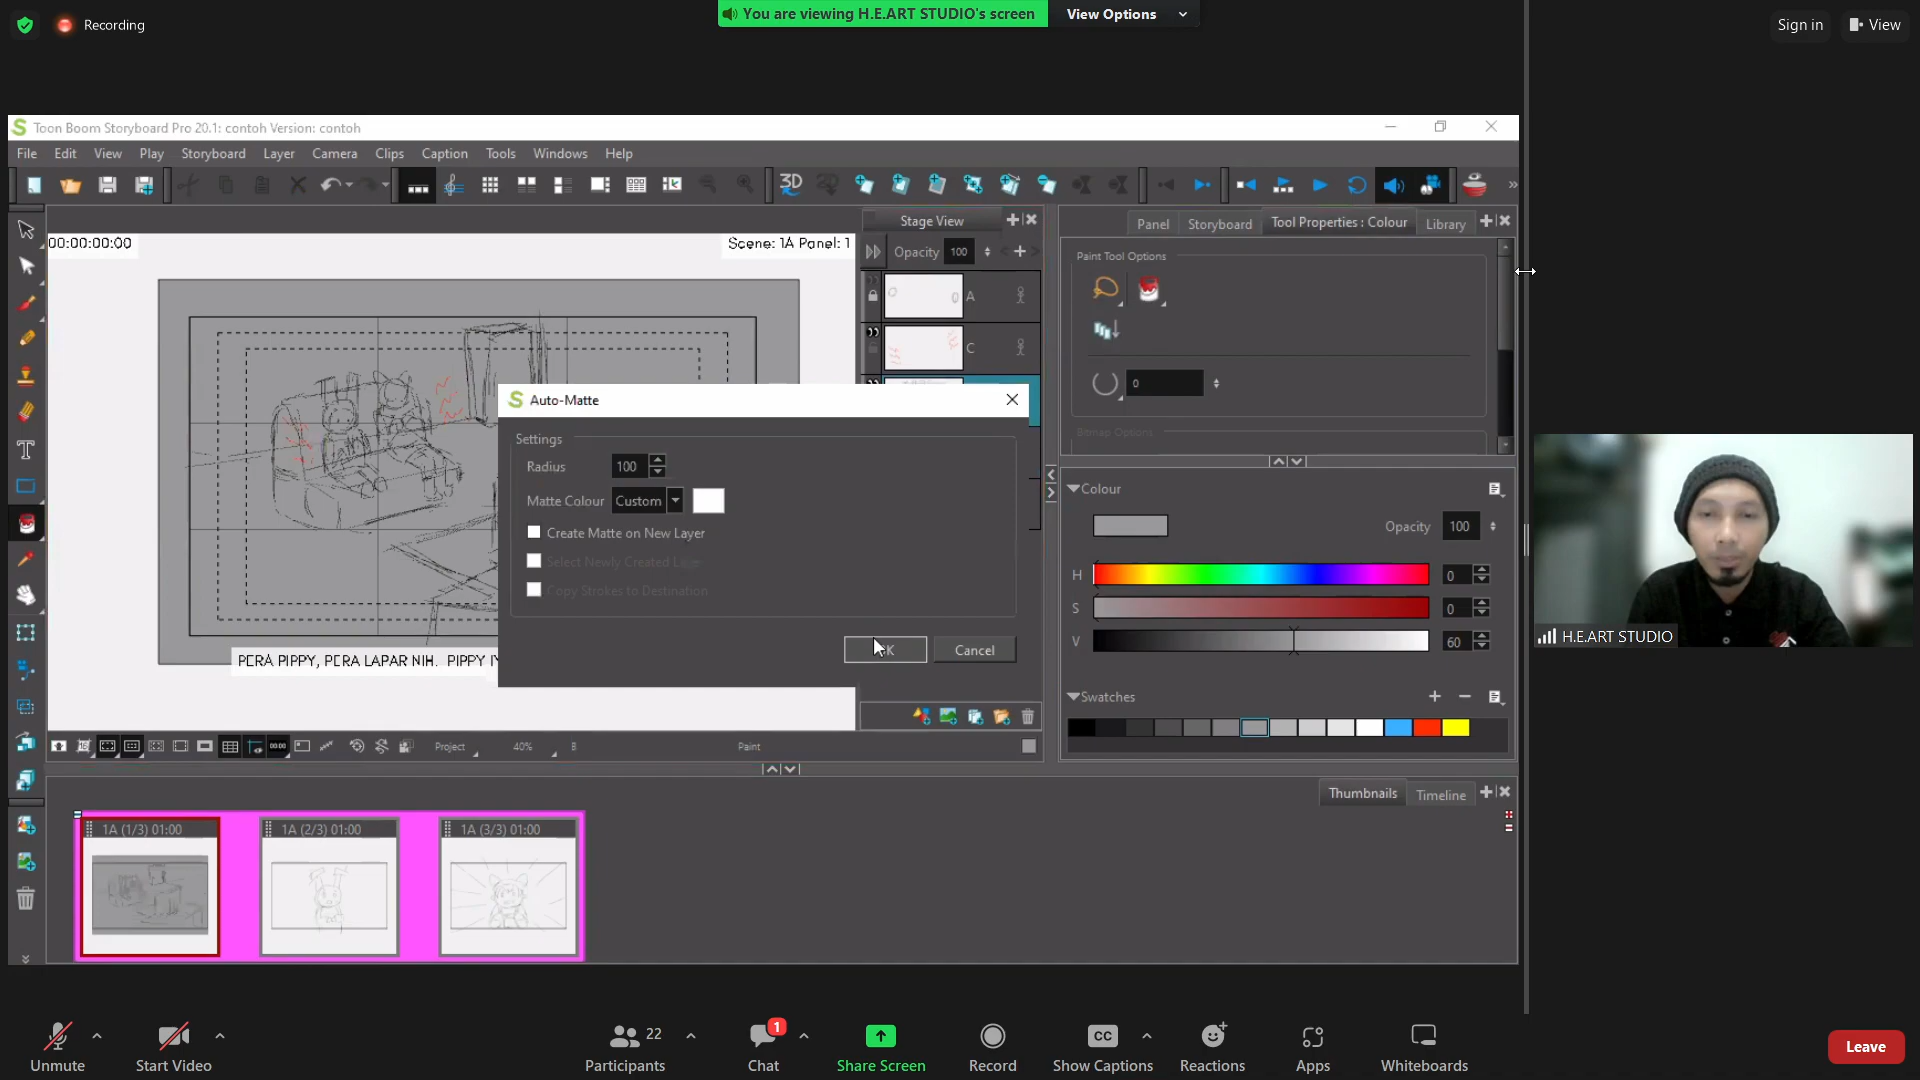 Recording
You are viewing H.E.ART STUDIO's screen
View Options
Sign in
View
Toon Boom Storyboard Pro 20.1: contoh Version: contoh
File Edit View Play Storyboard Layer Camera Clips Caption Tools Windows Help
3D
00:00:00:00
Scene: 1A Panel: 1
Stage View
Opacity 100
A
C
Panel Storyboard Tool Properties : Colour Library
Paint Tool Options
0
Bitmap Options
Auto-Matte
Settings
Radius 100
Matte Colour Custom
Create Matte on New Layer
Select Newly Created Layer
Copy Strokes to Destination
Cancel
PERA PIPPY, PERA LAPAR NIH. PIPPY
Colour
Opacity 100
H 0
S 0
V 60
Swatches
Project 40% B Paint
Thumbnails Timeline
1A (1/3) 01:00
1A (2/3) 01:00
1A (3/3) 01:00
H.E.ART STUDIO
Unmute
Start Video
22
Participants
1
Chat
Share Screen
Record
CC
Show Captions
Reactions
Apps
Whiteboards
Leave